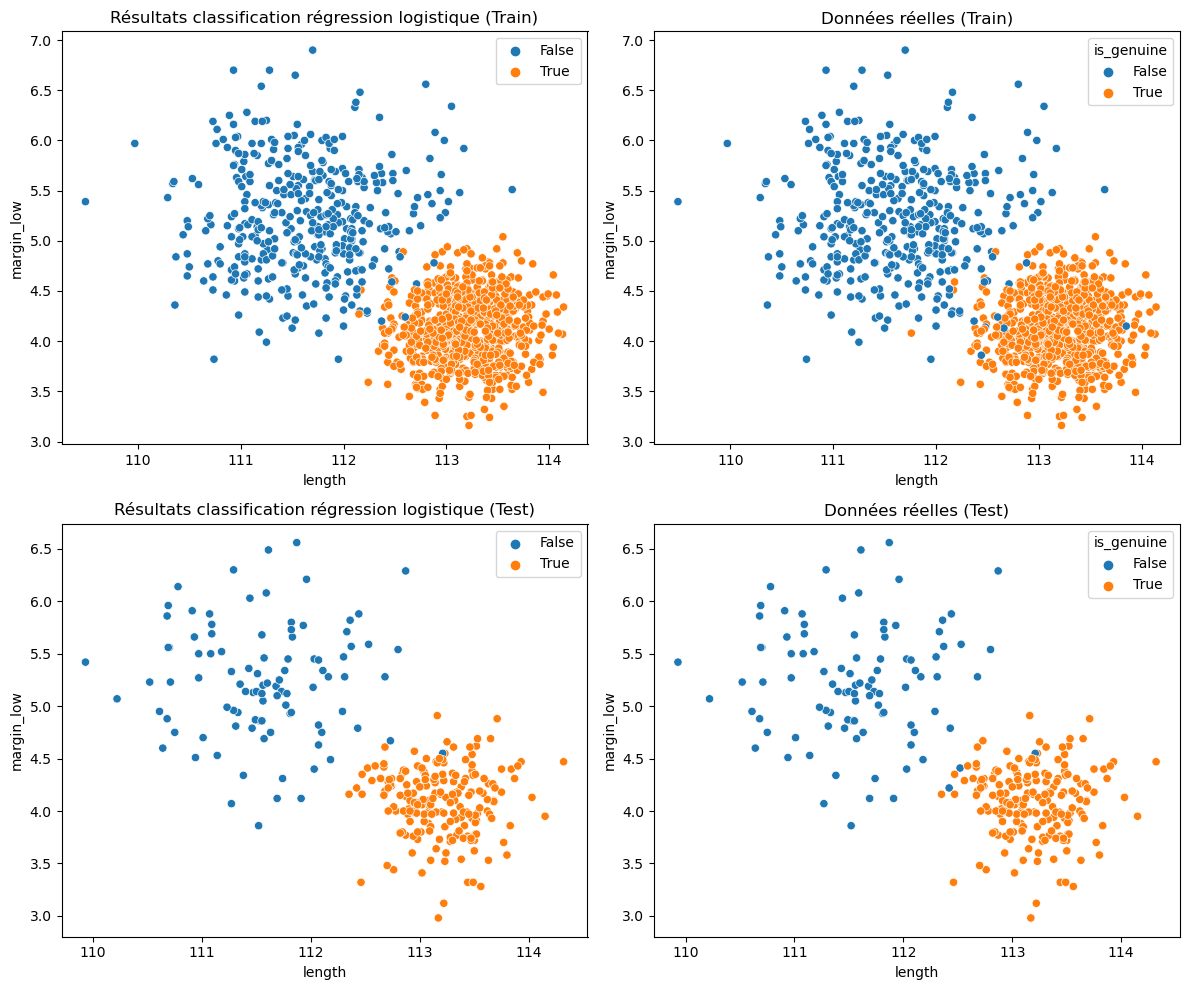 Résultats classification régression logistique (Train)
False
True
7.0
6.5
6.0
5.5
5.0
4.5
4.0
3.5
3.0
margin_low
110 111 112 113 114
length
Données réelles (Train)
is_genuine
False
True
7.0
6.5
6.0
5.5
5.0
4.5
4.0
3.5
3.0
margin_low
110 111 112 113 114
length
Résultats classification régression logistique (Test)
False
True
6.5
6.0
5.5
5.0
4.5
4.0
3.5
3.0
margin_low
110 111 112 113 114
length
Données réelles (Test)
is_genuine
False
True
6.5
6.0
5.5
5.0
4.5
4.0
3.5
3.0
margin_low
110 111 112 113 114
length